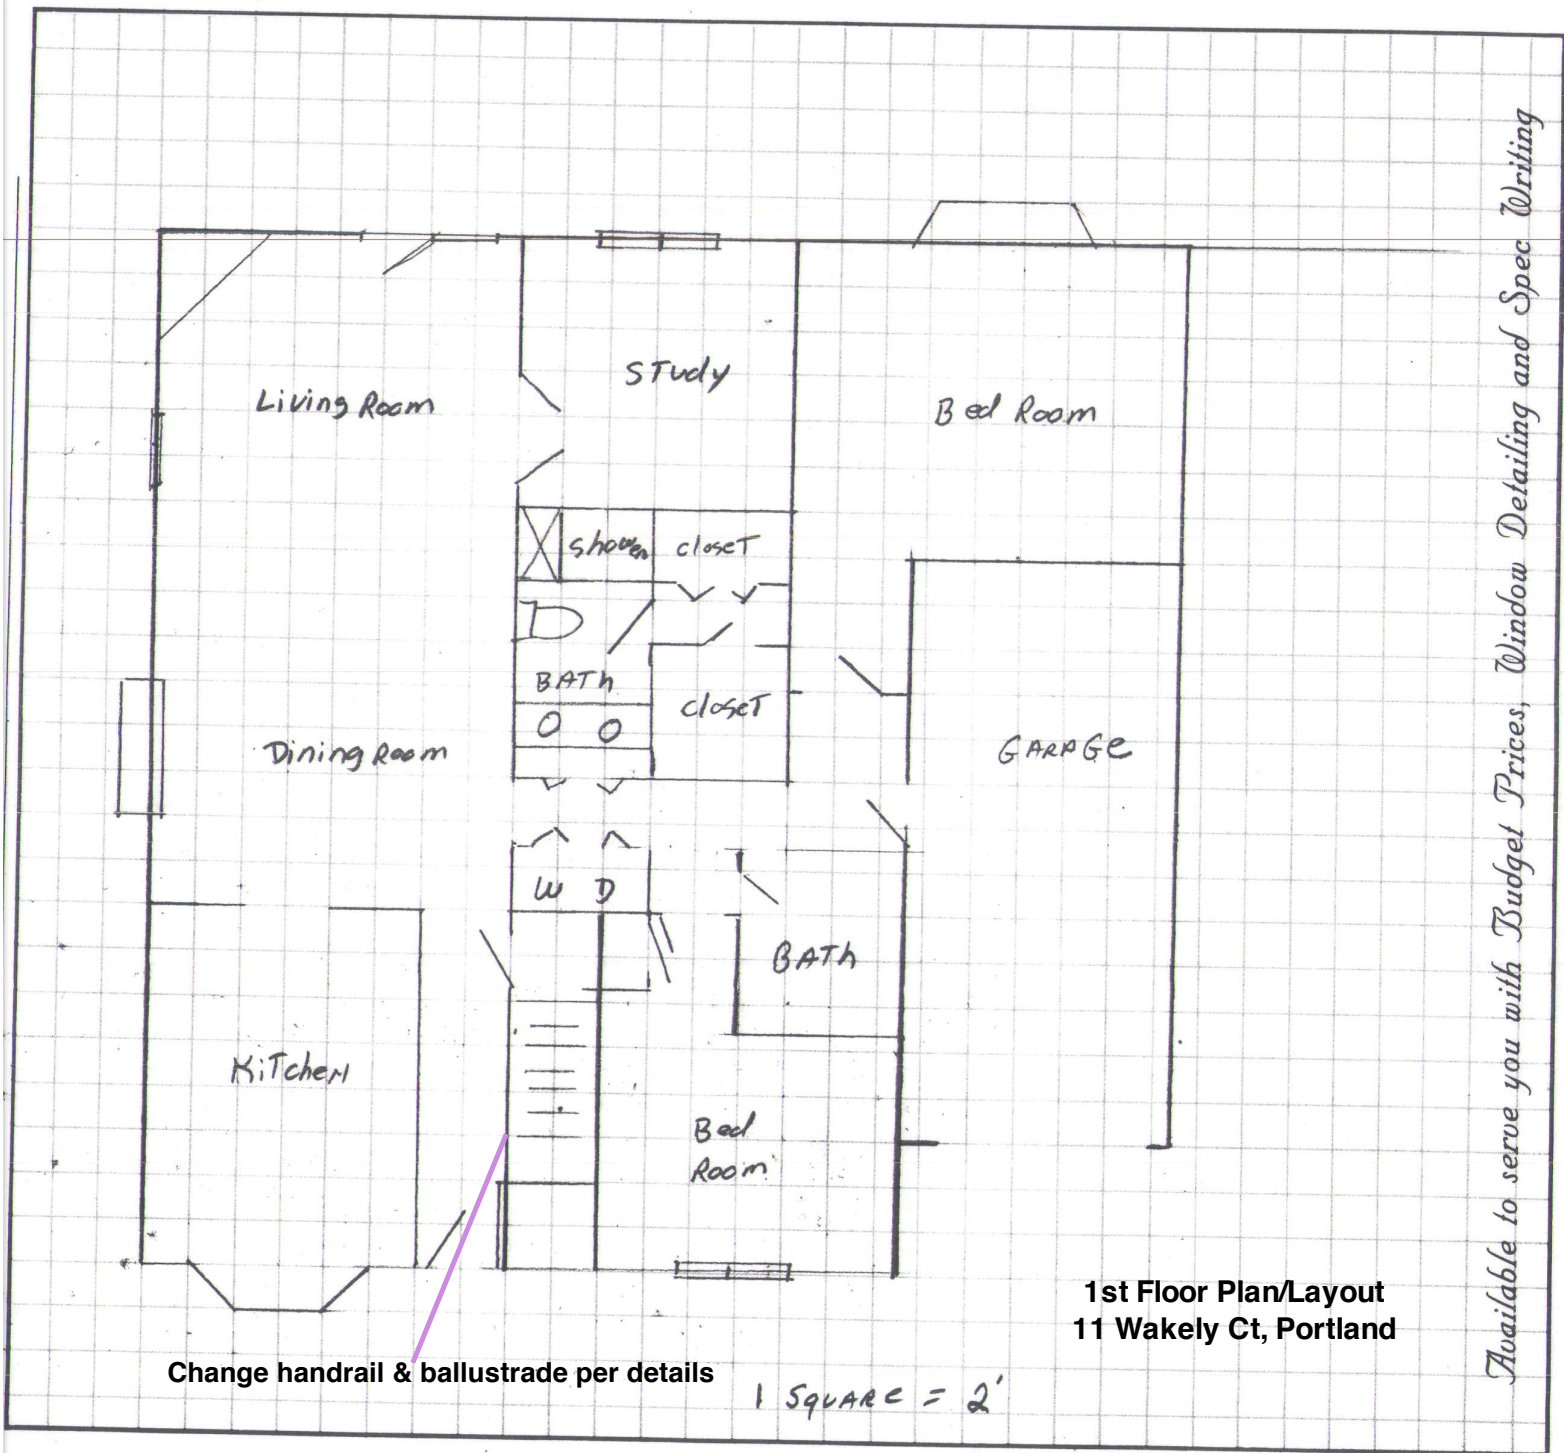 Living Room
STudy
Bed Room
shower
closeT
BATh
closeT
Dining Room
GARAGe
W D
BATh
KiTchen
Bed
Room
1st Floor Plan/Layout
11 Wakely Ct, Portland
Change handrail & ballustrade per details
1 SQUARe = 2'
Available to serve you with Budget Prices, Window Detailing and Spec Writing